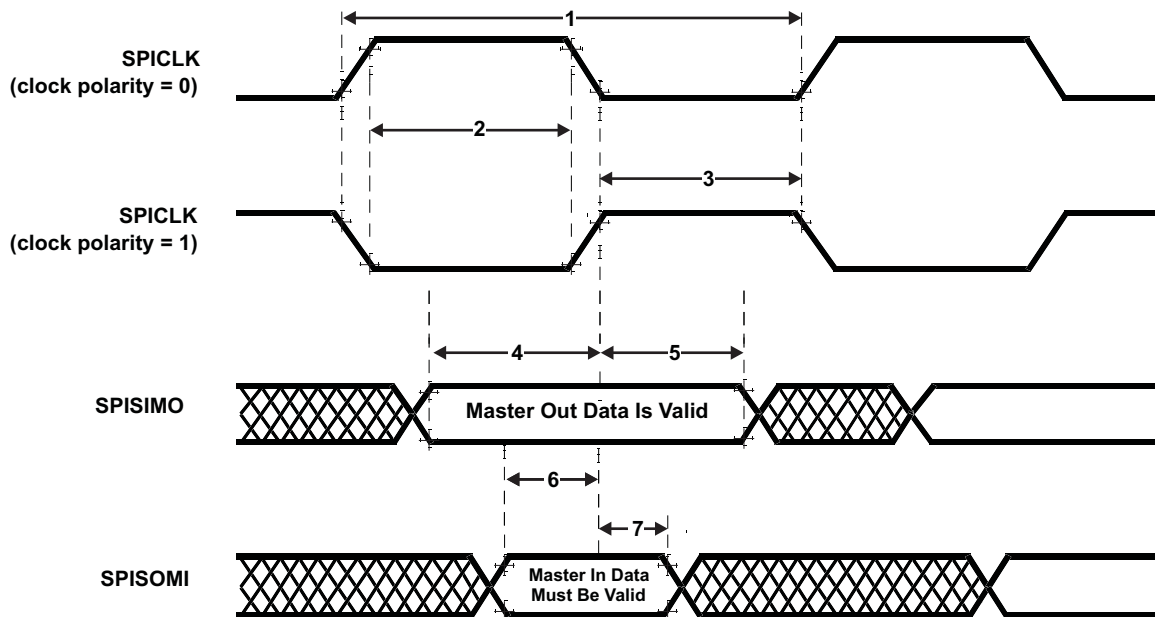 1
SPICLK
(clock polarity = 0)
2
3
SPICLK
(clock polarity = 1)
4
5
SPISIMO
Master Out Data Is Valid
6
7
SPISOMI
Master In Data
Must Be Valid